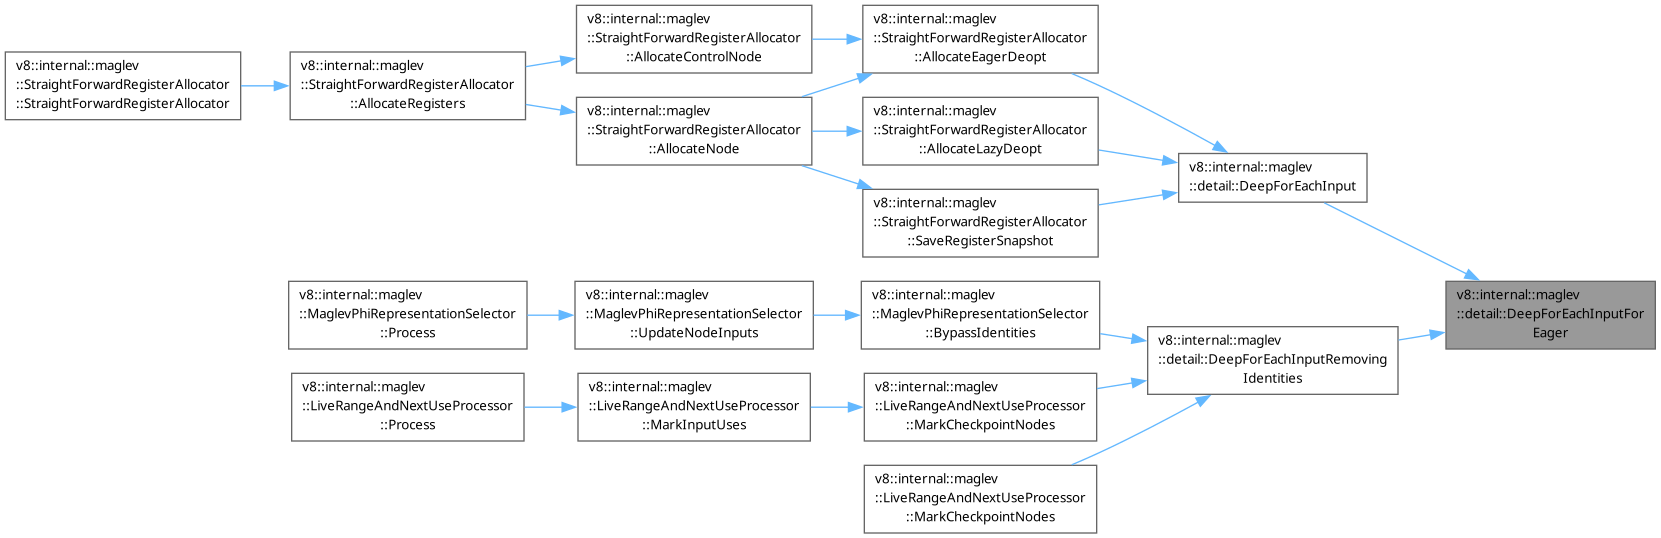 v8::internal::maglev
::StraightForwardRegisterAllocator
::StraightForwardRegisterAllocator
v8::internal::maglev
::StraightForwardRegisterAllocator
::AllocateRegisters
v8::internal::maglev
::StraightForwardRegisterAllocator
::AllocateControlNode
v8::internal::maglev
::StraightForwardRegisterAllocator
::AllocateNode
v8::internal::maglev
::StraightForwardRegisterAllocator
::AllocateEagerDeopt
v8::internal::maglev
::StraightForwardRegisterAllocator
::AllocateLazyDeopt
v8::internal::maglev
::StraightForwardRegisterAllocator
::SaveRegisterSnapshot
v8::internal::maglev
::detail::DeepForEachInput
v8::internal::maglev
::detail::DeepForEachInputFor
Eager
v8::internal::maglev
::MaglevPhiRepresentationSelector
::Process
v8::internal::maglev
::MaglevPhiRepresentationSelector
::UpdateNodeInputs
v8::internal::maglev
::MaglevPhiRepresentationSelector
::BypassIdentities
v8::internal::maglev
::detail::DeepForEachInputRemoving
Identities
v8::internal::maglev
::LiveRangeAndNextUseProcessor
::Process
v8::internal::maglev
::LiveRangeAndNextUseProcessor
::MarkInputUses
v8::internal::maglev
::LiveRangeAndNextUseProcessor
::MarkCheckpointNodes
v8::internal::maglev
::LiveRangeAndNextUseProcessor
::MarkCheckpointNodes